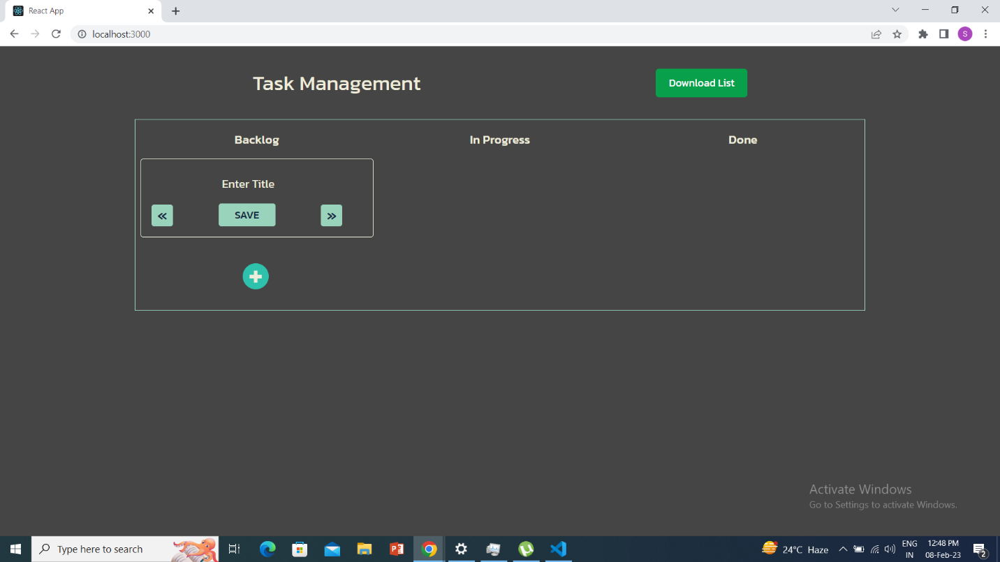 React App
localhost:3000
S
Task Management
Download List
Backlog
In Progress
Done
Enter Title
«
SAVE
»
Activate Windows
Go to Settings to activate Windows.
Type here to search
24°C Haze
ENG
IN
12:48 PM
08-Feb-23
2